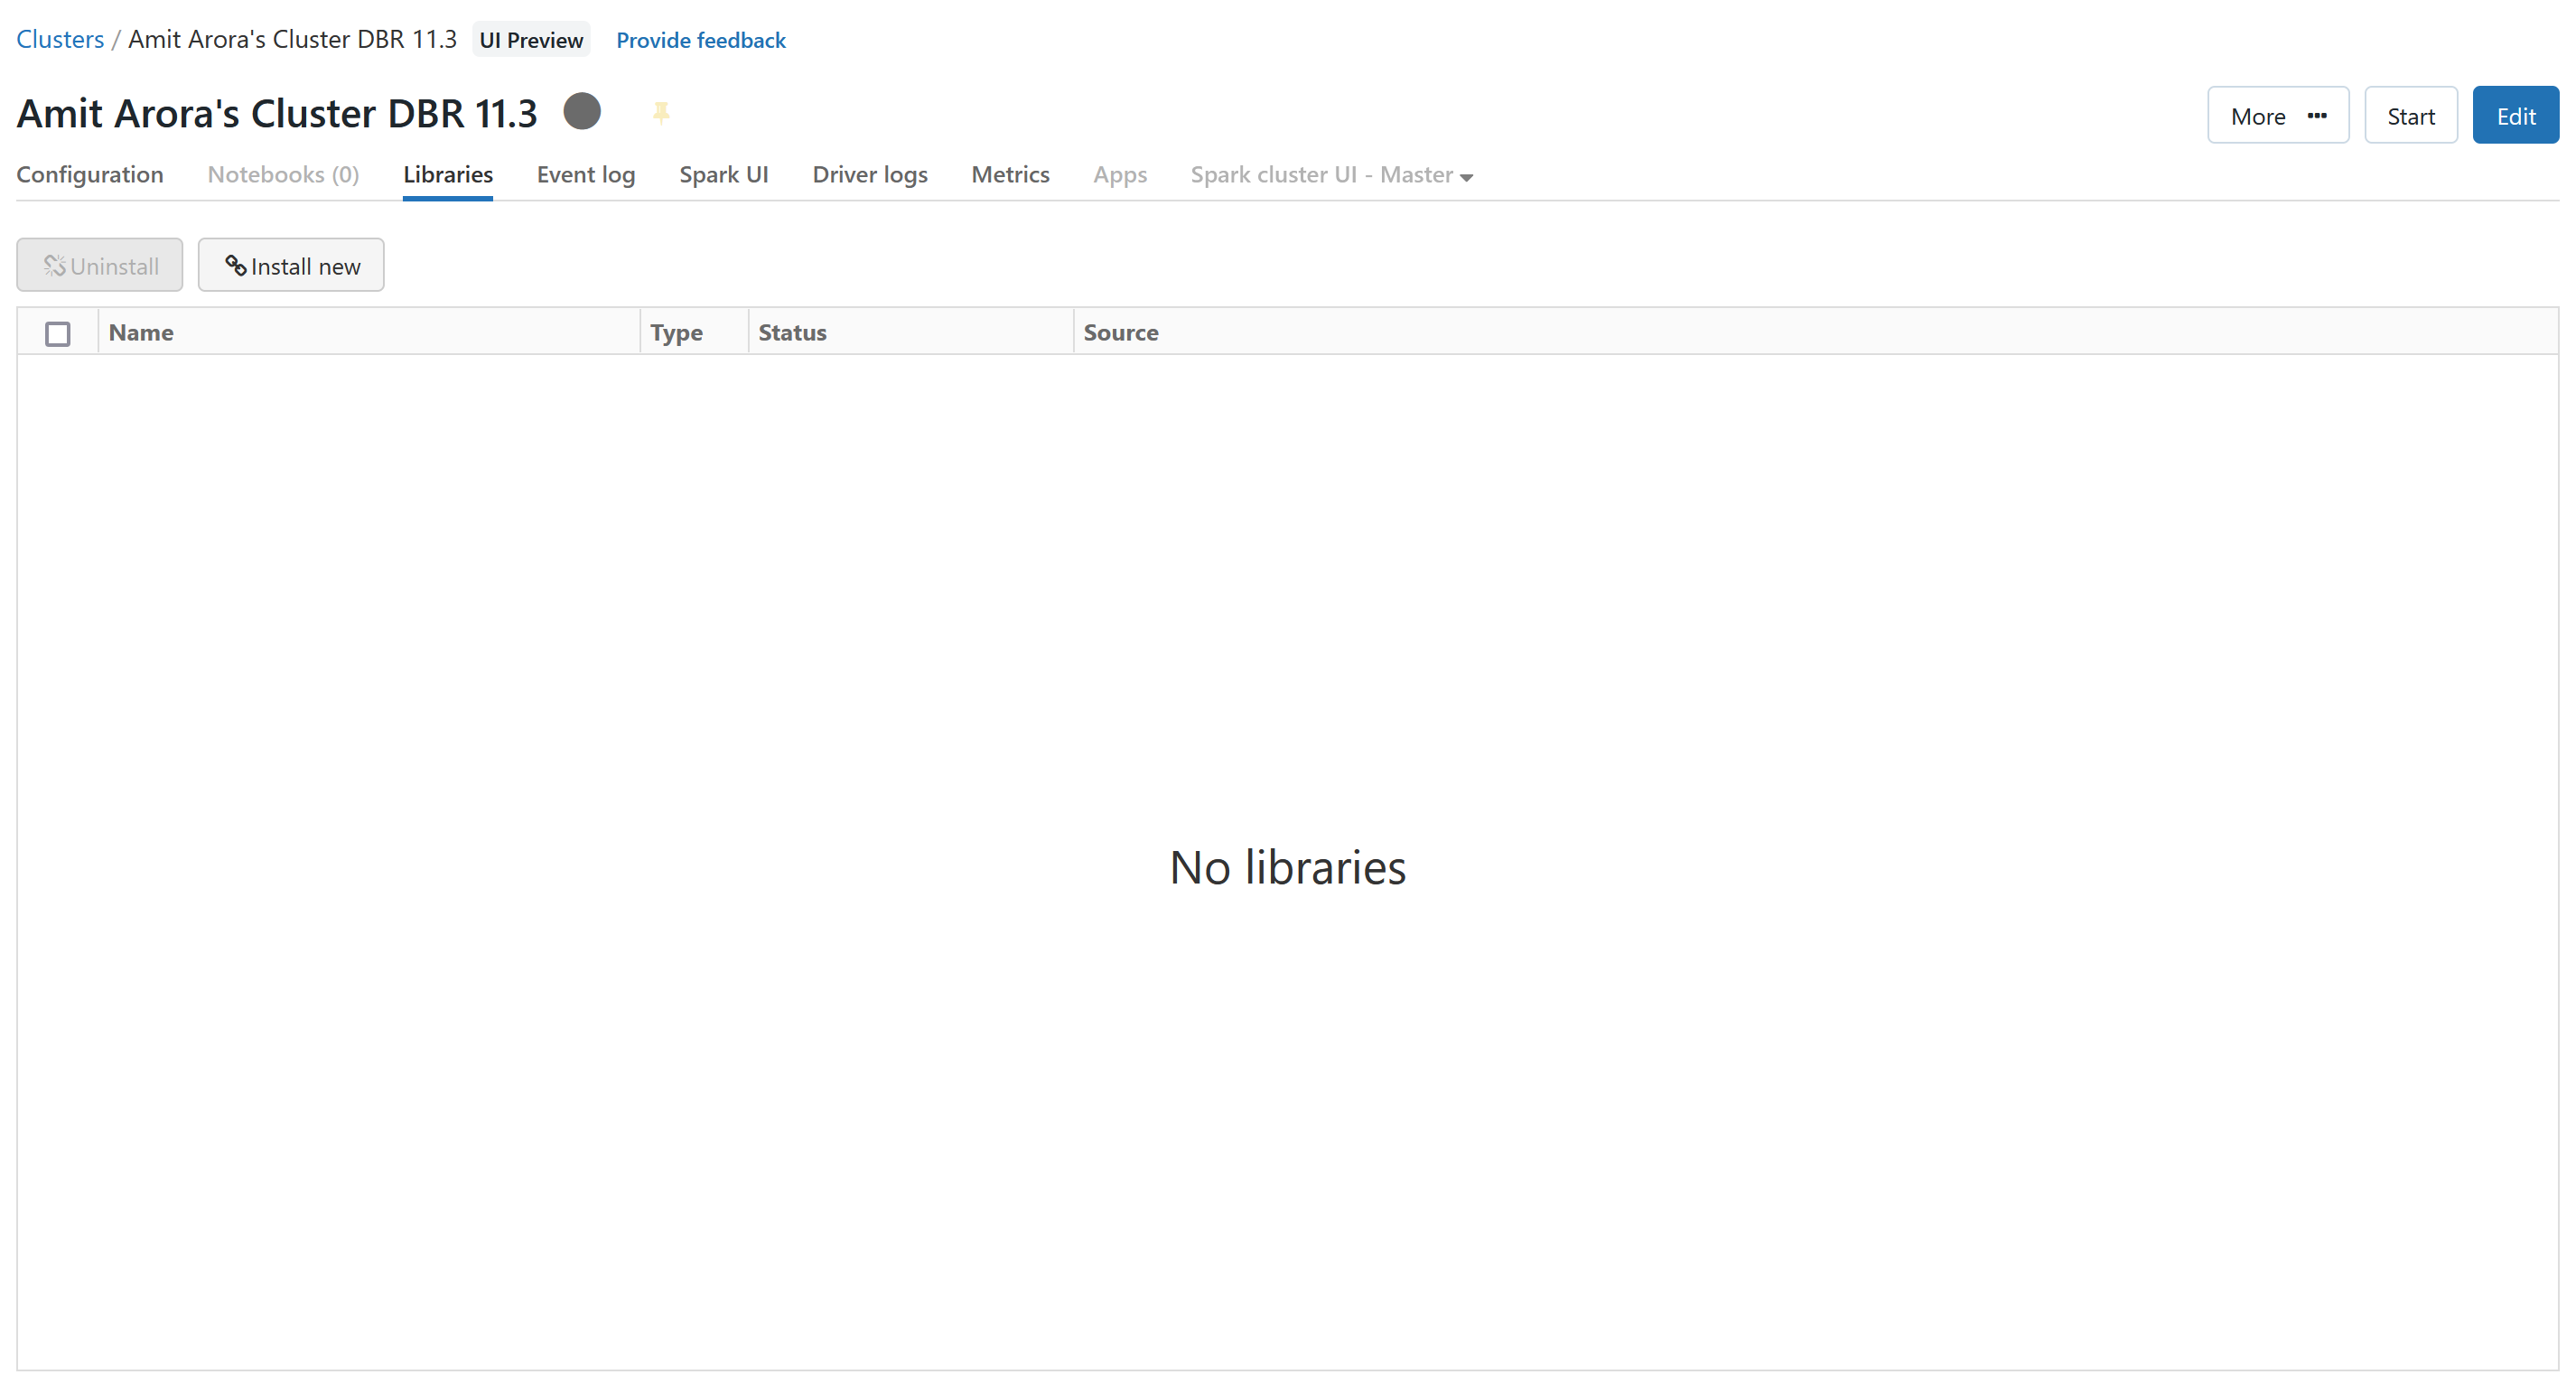 Clusters / Amit Arora's Cluster DBR 11.3 UI Preview Provide feedback
Amit Arora's Cluster DBR 11.3 More ··· Start Edit
Configuration Notebooks (0) Libraries Event log Spark UI Driver logs Metrics Apps Spark cluster UI - Master
Uninstall Install new
Name Type Status Source
No libraries